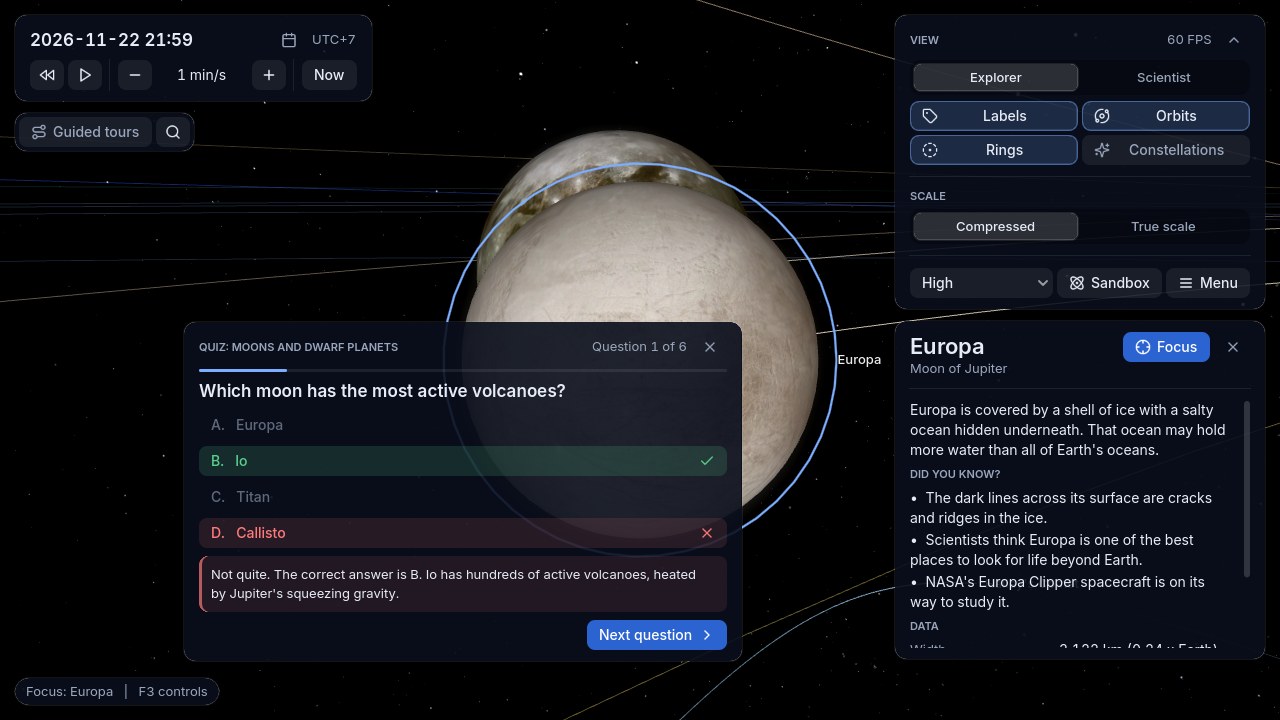 2026-11-22 21:59
UTC+7
1 min/s
Now
Guided tours
VIEW
60 FPS
Explorer
Scientist
Labels
Orbits
Rings
Constellations
SCALE
Compressed
True scale
High
Sandbox
Menu
Europa
QUIZ: MOONS AND DWARF PLANETS
Question 1 of 6
Which moon has the most active volcanoes?
A. Europa
B. Io
C. Titan
D. Callisto
Not quite. The correct answer is B. Io has hundreds of active volcanoes, heated
by Jupiter's squeezing gravity.
Next question
Europa
Focus
Moon of Jupiter
Europa is covered by a shell of ice with a salty
ocean hidden underneath. That ocean may hold
more water than all of Earth's oceans.
DID YOU KNOW?
• The dark lines across its surface are cracks
and ridges in the ice.
• Scientists think Europa is one of the best
places to look for life beyond Earth.
• NASA's Europa Clipper spacecraft is on its
way to study it.
DATA
Width
Focus: Europa | F3 controls